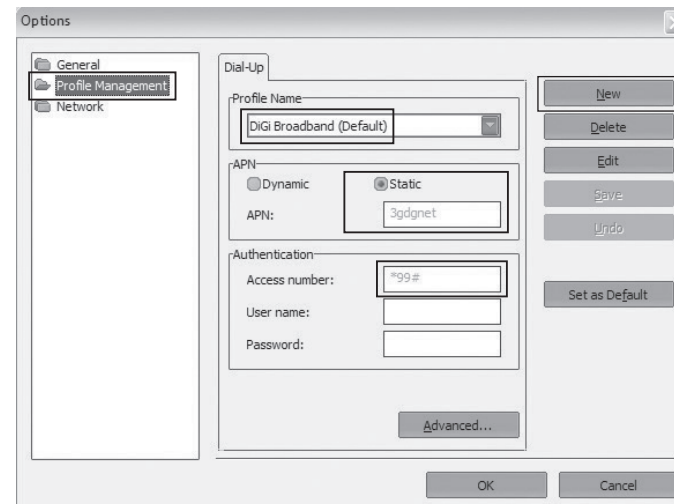 Options
General
Profile Management
Network
Dial-Up
Profile Name
DiGi Broadband (Default)
APN
Dynamic
Static
APN:
3gdgnet
Authentication
Access number:
*99#
User name:
Password:
Advanced...
New
Delete
Edit
Save
Undo
Set as Default
OK
Cancel